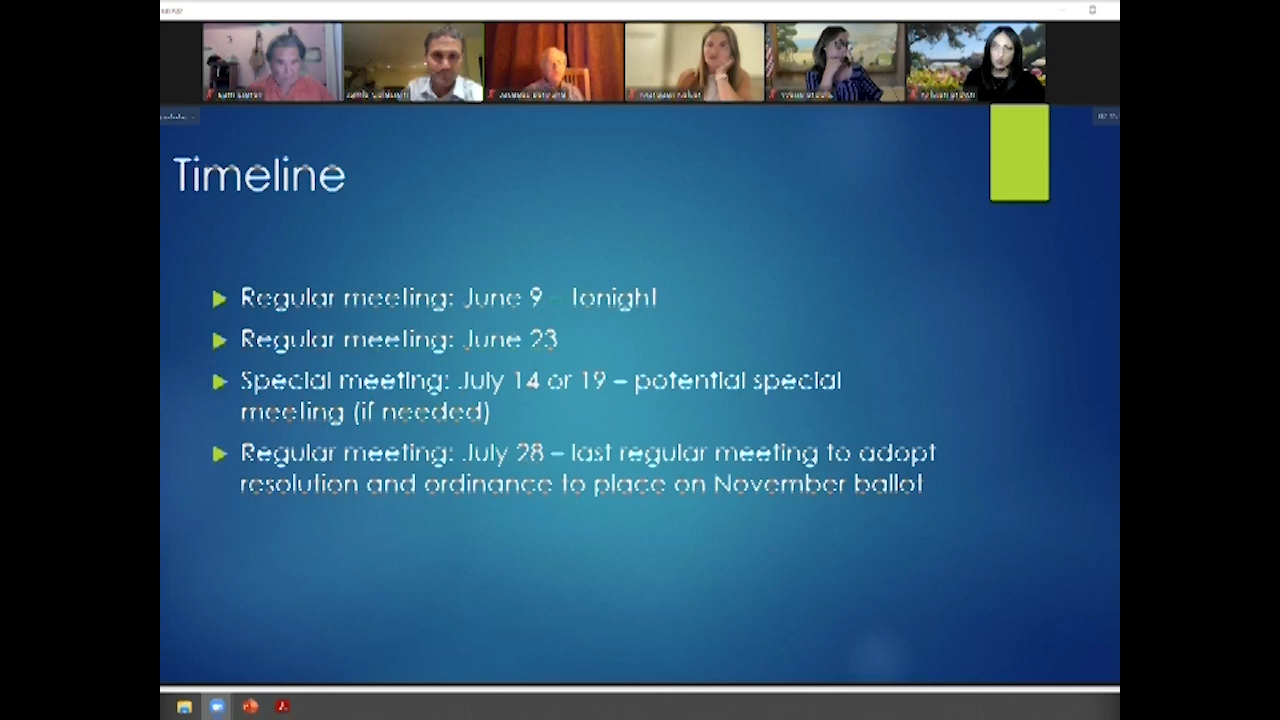 Timeline
Regular meeting: June 9 – tonight
Regular meeting: June 23
Special meeting: July 14 or 19 – potential special
meeting (if needed)
Regular meeting: July 28 – last regular meeting to adopt
resolution and ordinance to place on November ballot